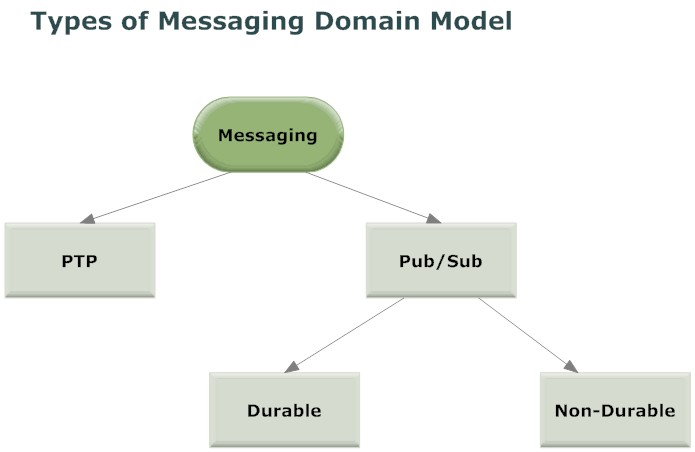 Types of Messaging Domain Model
Messaging
PTP
Pub/Sub
Durable
Non-Durable